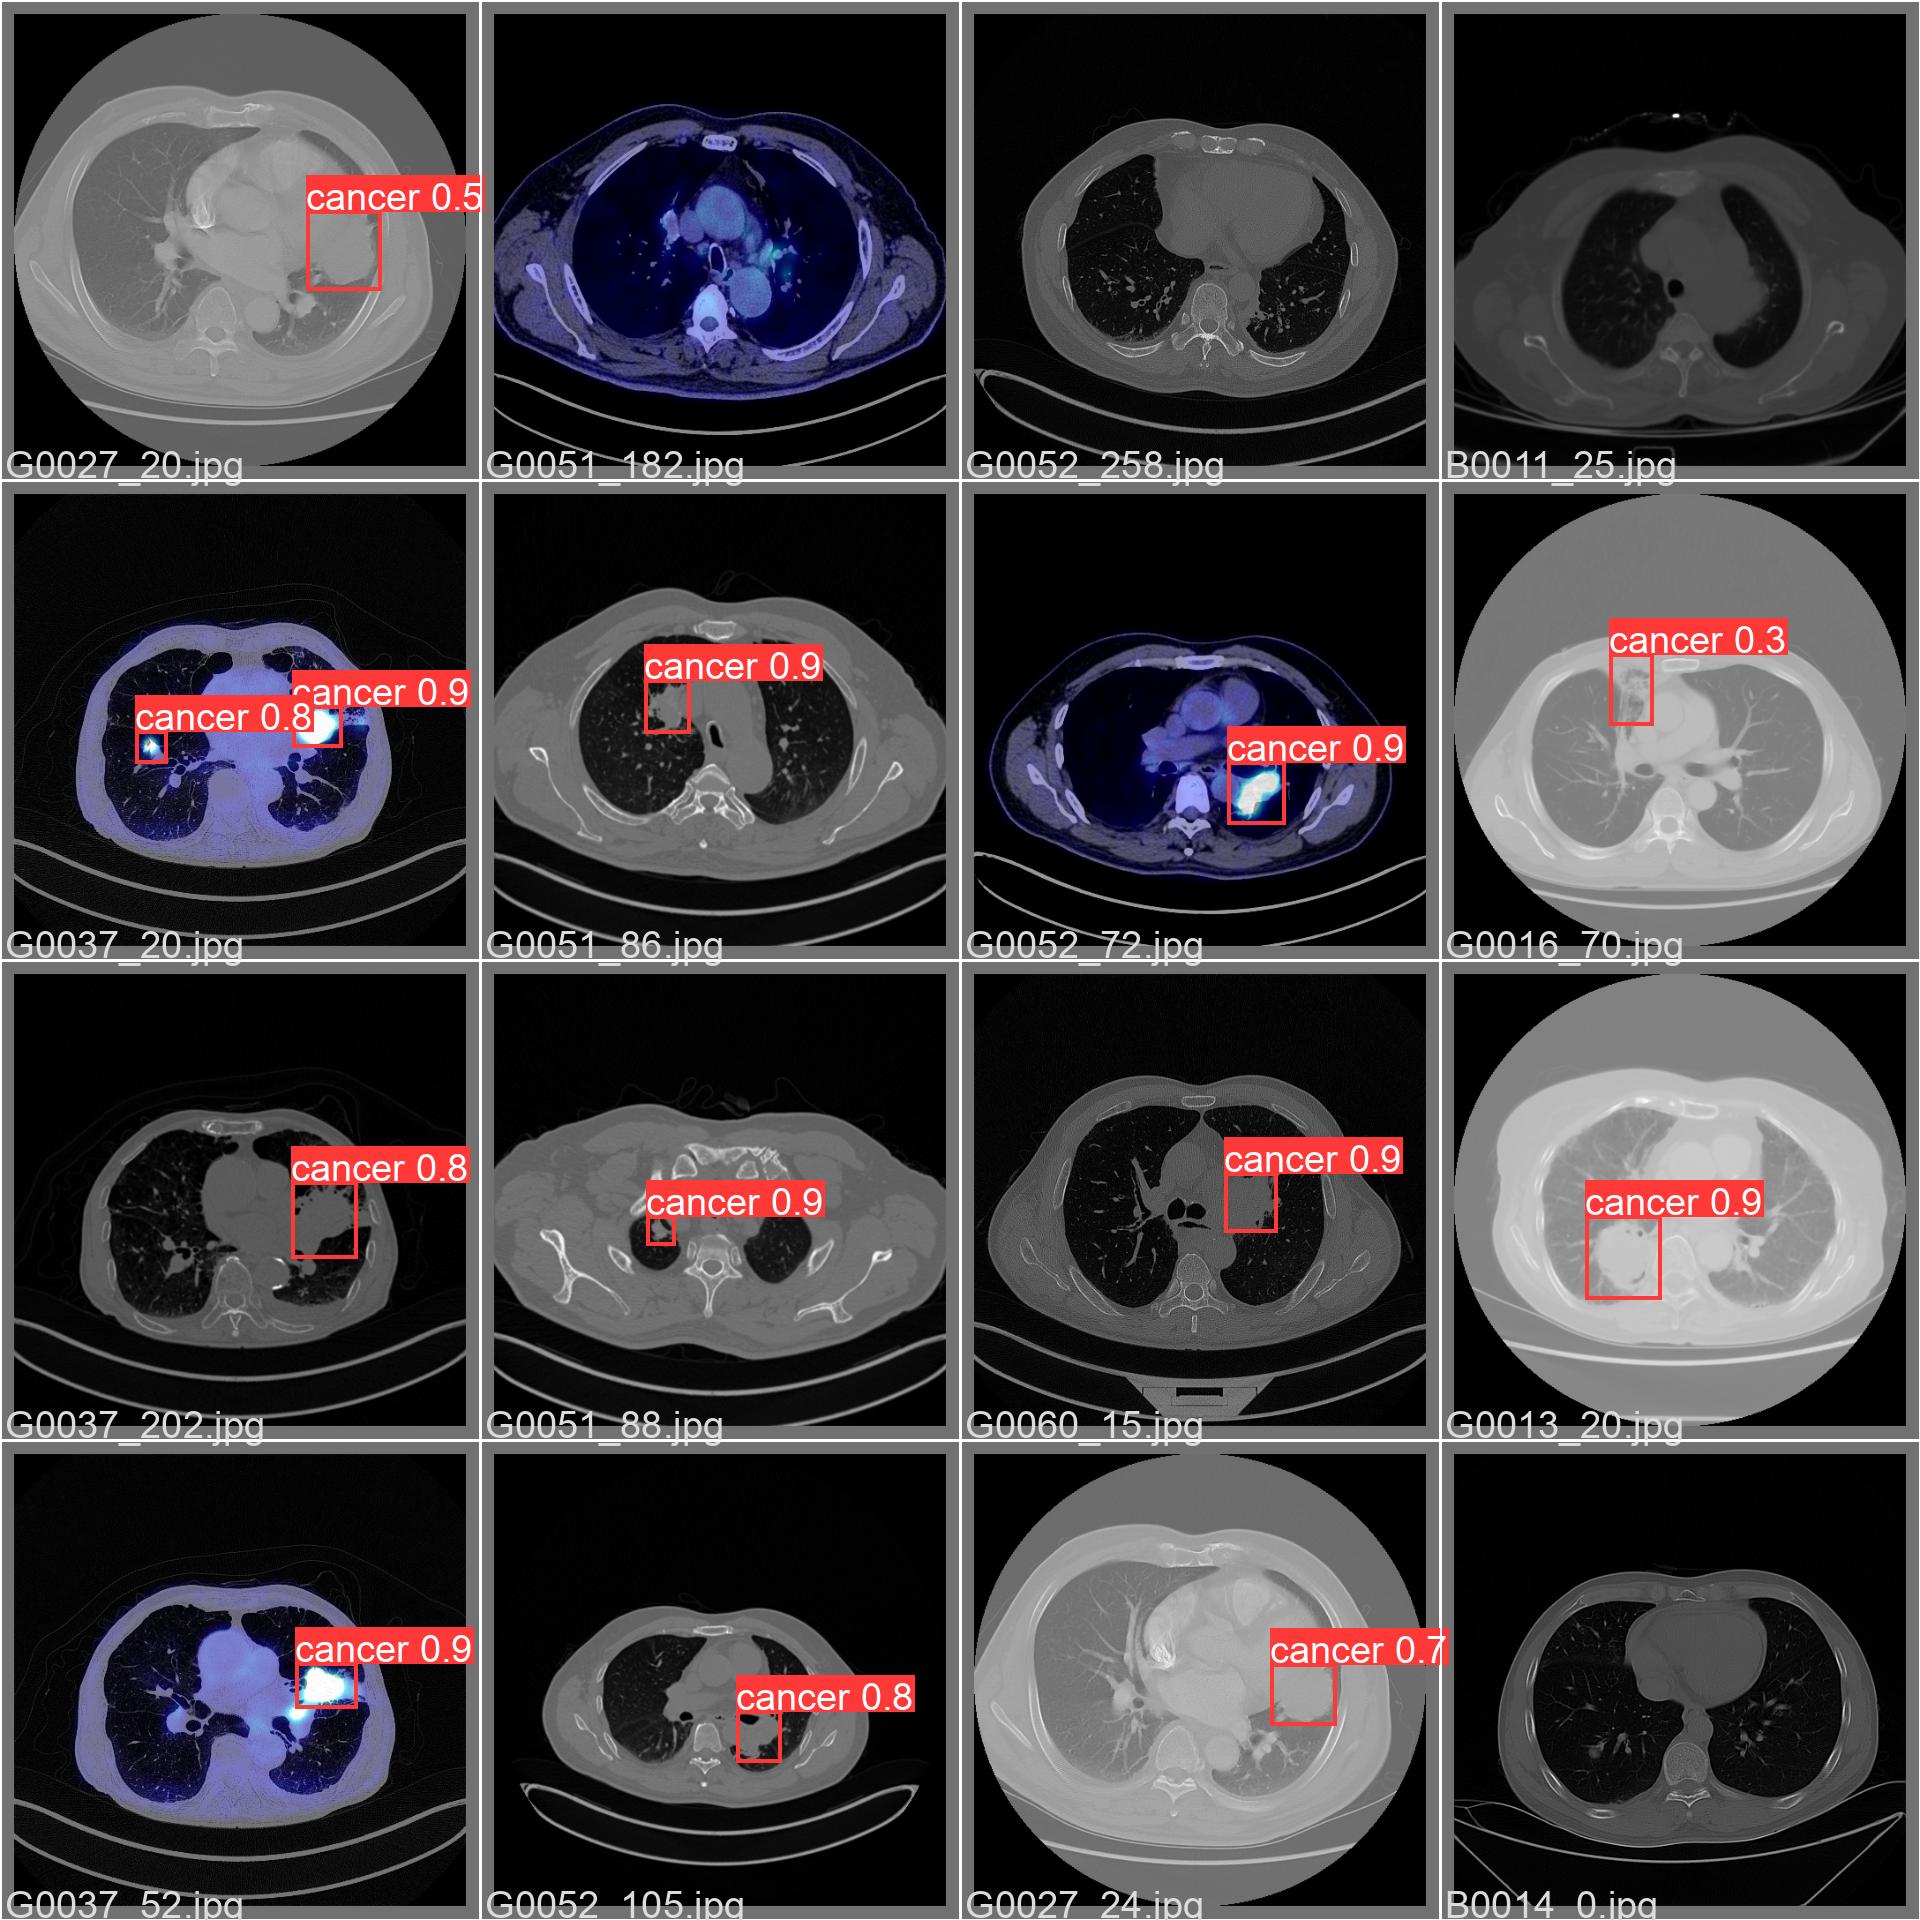 cancer 0.5
G0027_20.jpg
G0051_182.jpg
G0052_258.jpg
B0011_25.jpg
cancer 0.8
cancer 0.9
G0037_20.jpg
cancer 0.9
G0051_86.jpg
cancer 0.9
G0052_72.jpg
cancer 0.3
G0016_70.jpg
cancer 0.8
G0037_202.jpg
cancer 0.9
G0051_88.jpg
cancer 0.9
G0060_15.jpg
cancer 0.9
G0013_20.jpg
cancer 0.9
G0037_52.jpg
cancer 0.8
G0052_105.jpg
cancer 0.7
G0027_24.jpg
B0014_0.jpg